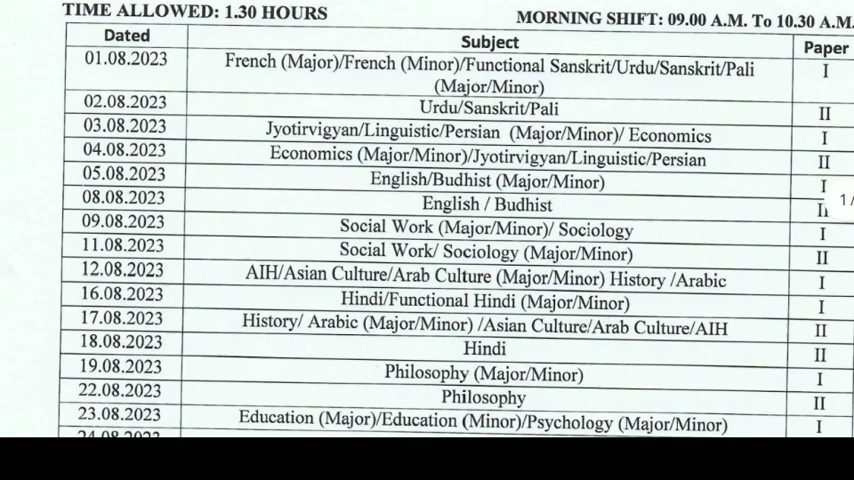 TIME ALLOWED: 1.30 HOURS MORNING SHIFT: 09.00 A.M. To 10.30 A.M.
Dated Subject Paper
01.08.2023 French (Major)/French (Minor)/Functional Sanskrit/Urdu/Sanskrit/Pali I
(Major/Minor)
02.08.2023 Urdu/Sanskrit/Pali II
03.08.2023 Jyotirvigyan/Linguistic/Persian (Major/Minor)/ Economics I
04.08.2023 Economics (Major/Minor)/Jyotirvigyan/Linguistic/Persian II
05.08.2023 English/Budhist (Major/Minor) I
08.08.2023 English / Budhist II
1/
09.08.2023 Social Work (Major/Minor)/ Sociology I
11.08.2023 Social Work/ Sociology (Major/Minor) II
12.08.2023 AIH/Asian Culture/Arab Culture (Major/Minor) History /Arabic I
16.08.2023 Hindi/Functional Hindi (Major/Minor) I
17.08.2023 History/ Arabic (Major/Minor) /Asian Culture/Arab Culture/AIH II
18.08.2023 Hindi II
19.08.2023 Philosophy (Major/Minor) I
22.08.2023 Philosophy II
23.08.2023 Education (Major)/Education (Minor)/Psychology (Major/Minor) I
24.08.2023